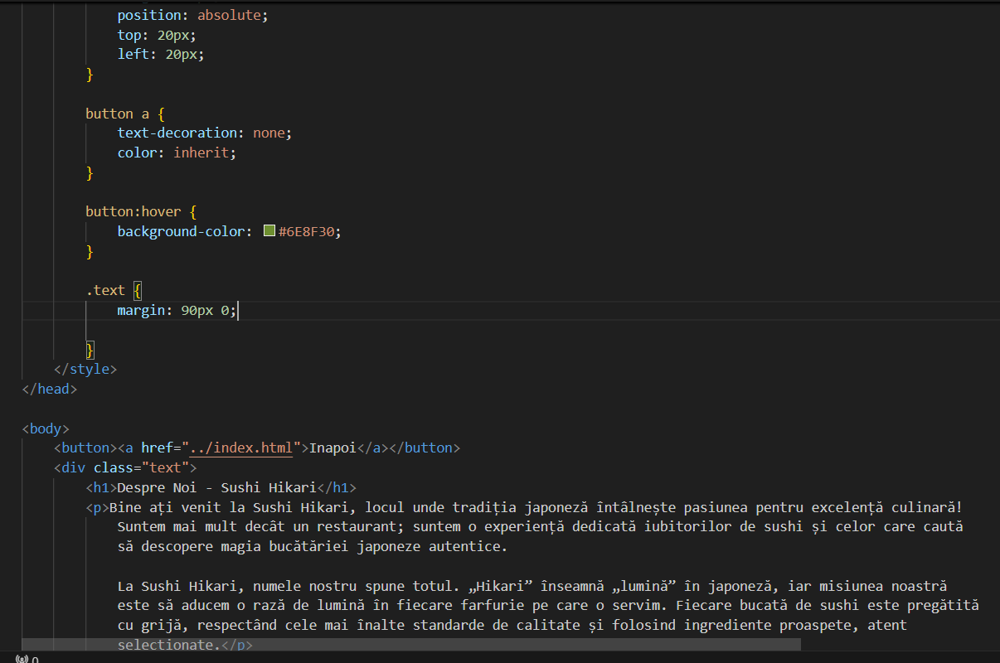 position: absolute;
top: 20px;
left: 20px;
}
button a {
text-decoration: none;
color: inherit;
}
button:hover {
background-color: #6E8F30;
}
.text {
margin: 90px 0;
}
</style>
</head>
<body>
<button><a href="../index.html">Inapoi</a></button>
<div class="text">
<h1>Despre Noi - Sushi Hikari</h1>
<p>Bine ați venit la Sushi Hikari, locul unde tradiția japoneză întâlnește pasiunea pentru excelență culinară!
Suntem mai mult decât un restaurant; suntem o experiență dedicată iubitorilor de sushi și celor care caută
să descopere magia bucătăriei japoneze autentice.
La Sushi Hikari, numele nostru spune totul. „Hikari” înseamnă „lumină” în japoneză, iar misiunea noastră
este să aducem o rază de lumină în fiecare farfurie pe care o servim. Fiecare bucată de sushi este pregătită
cu grijă, respectând cele mai înalte standarde de calitate și folosind ingrediente proaspete, atent
selectionate.</p>
0